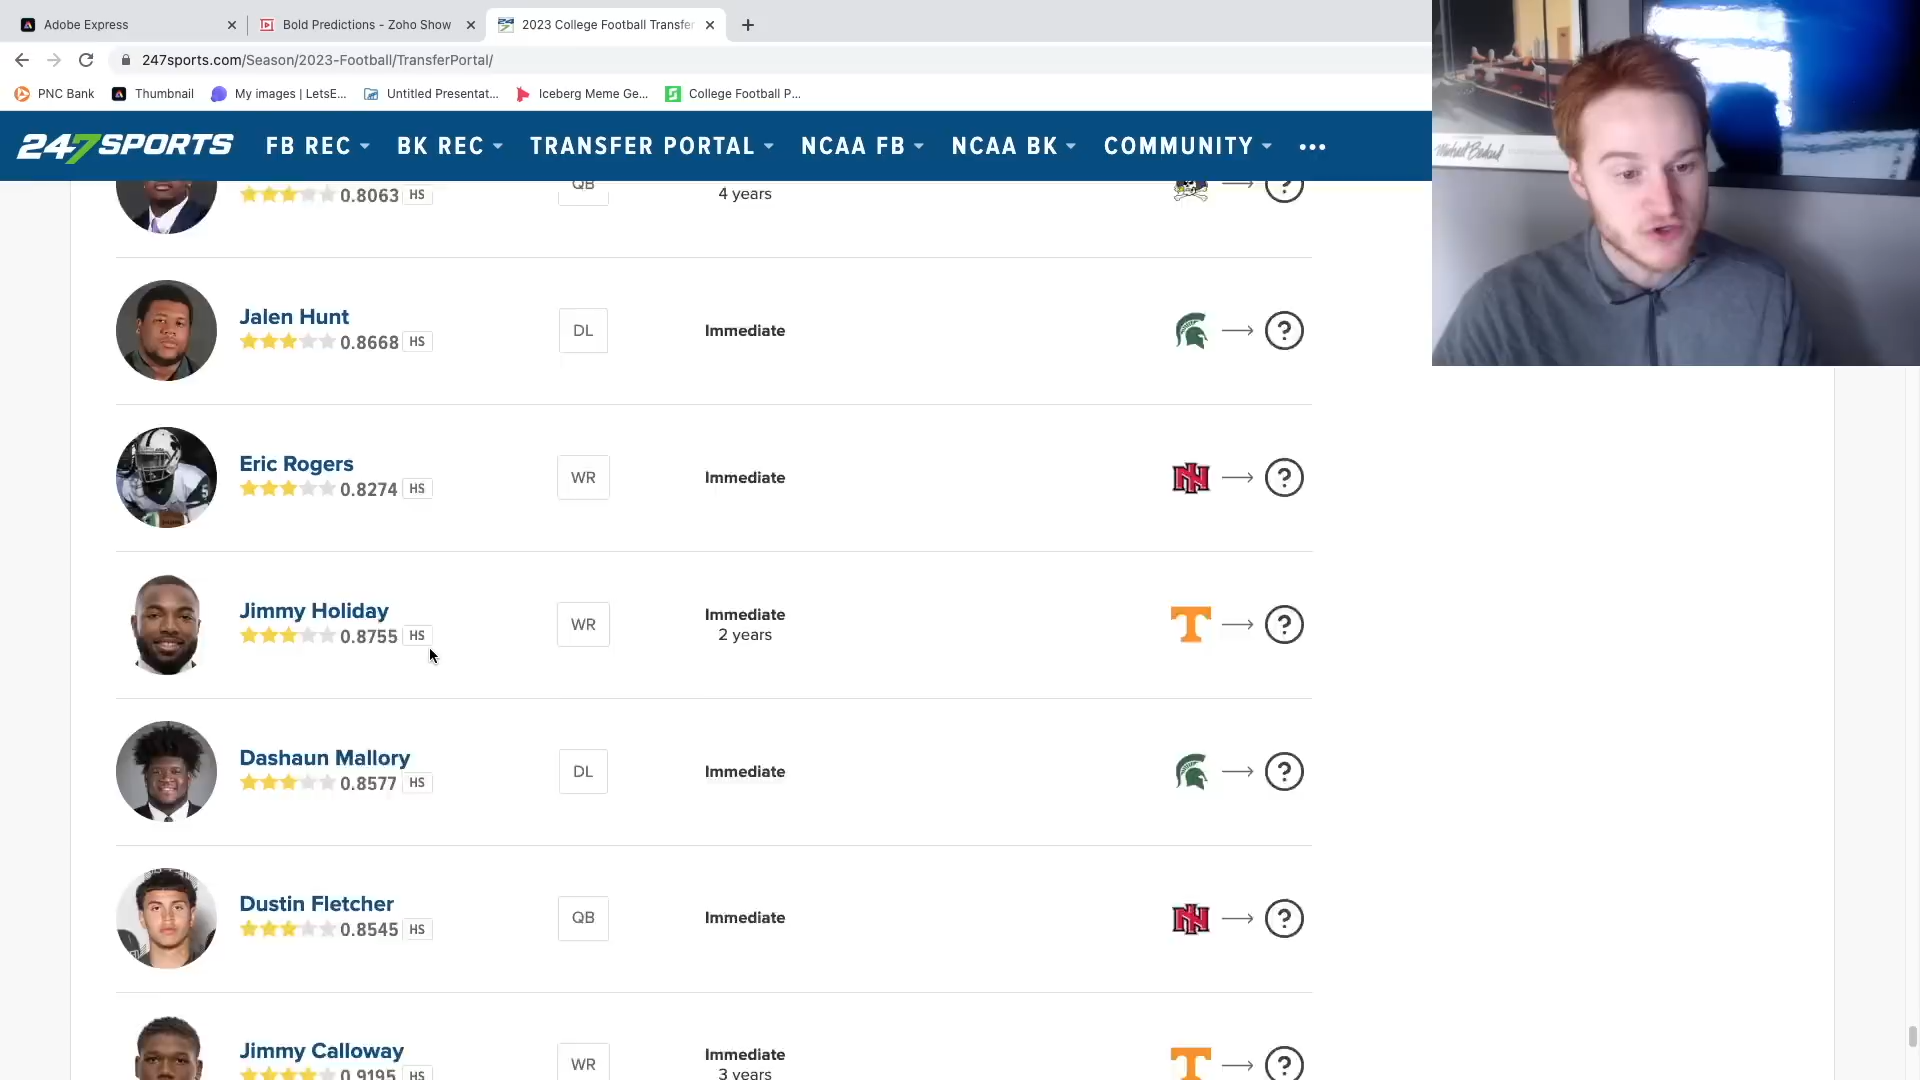 Adobe Express
Bold Predictions - Zoho Show
2023 College Football Transfer
247sports.com/Season/2023-Football/TransferPortal/
PNC Bank
Thumbnail
My images | LetsE...
Untitled Presentat...
Iceberg Meme Ge...
College Football P...
247SPORTS
FB REC
BK REC
TRANSFER PORTAL
NCAA FB
NCAA BK
COMMUNITY
0.8063 HS
QB
4 years
?
Jalen Hunt
0.8668 HS
DL
Immediate
?
Eric Rogers
0.8274 HS
WR
Immediate
?
Jimmy Holiday
0.8755 HS
WR
Immediate
2 years
T
?
Dashaun Mallory
0.8577 HS
DL
Immediate
?
Dustin Fletcher
0.8545 HS
QB
Immediate
?
Jimmy Calloway
0.9195 HS
WR
Immediate
3 years
T
?